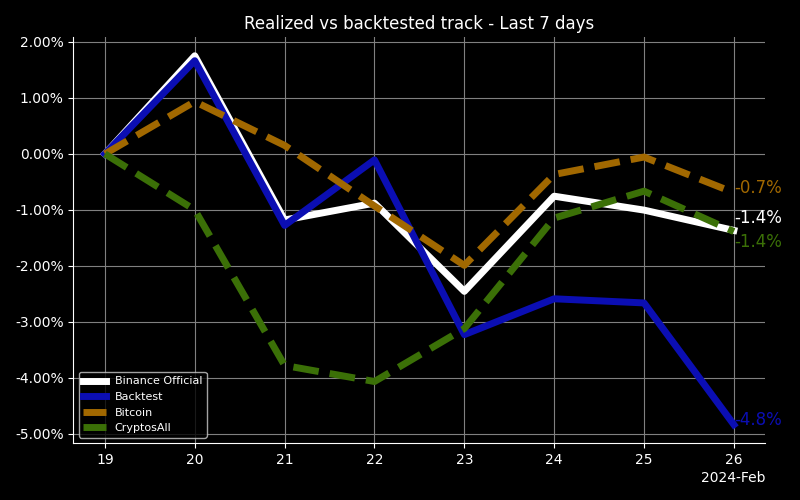 Realized vs backtested track - Last 7 days
2.00%
1.00%
0.00%
-1.00%
-2.00%
-3.00%
-4.00%
-5.00%
-0.7%
-1.4%
-1.4%
-4.8%
Binance Official
Backtest
Bitcoin
CryptosAll
19 20 21 22 23 24 25 26
2024-Feb